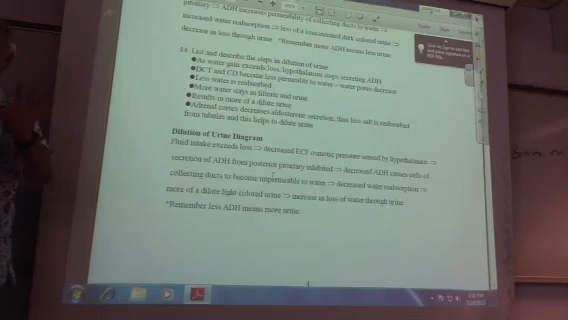 pituitary => ADH increases permeability of collecting ducts to water =>
increased water reabsorption => less of a concentrated dark colored urine =>
decrease in loss through urine *Remember more ADH means less urine
18. List and describe the steps in dilution of urine
●As water gain exceeds loss, hypothalamus stops secreting ADH
●DCT and CD become less permeable to water – water pores decrease
●Less water is reabsorbed
●More water stays in filtrate and urine
●Results in more of a dilute urine
●Adrenal cortex decreases aldosterone secretion, thus less salt is reabsorbed
from tubules and this helps to dilute urine
Dilution of Urine Diagram
Fluid intake exceeds loss => decreased ECF osmotic pressure sensed by hypothalamus =>
secretion of ADH from posterior pituitary inhibited => decreased ADH causes cells of
collecting ducts to become impermeable to water => decreased water reabsorption =>
more of a dilute light colored urine => increase in loss of water through urine
*Remember less ADH means more urine
4